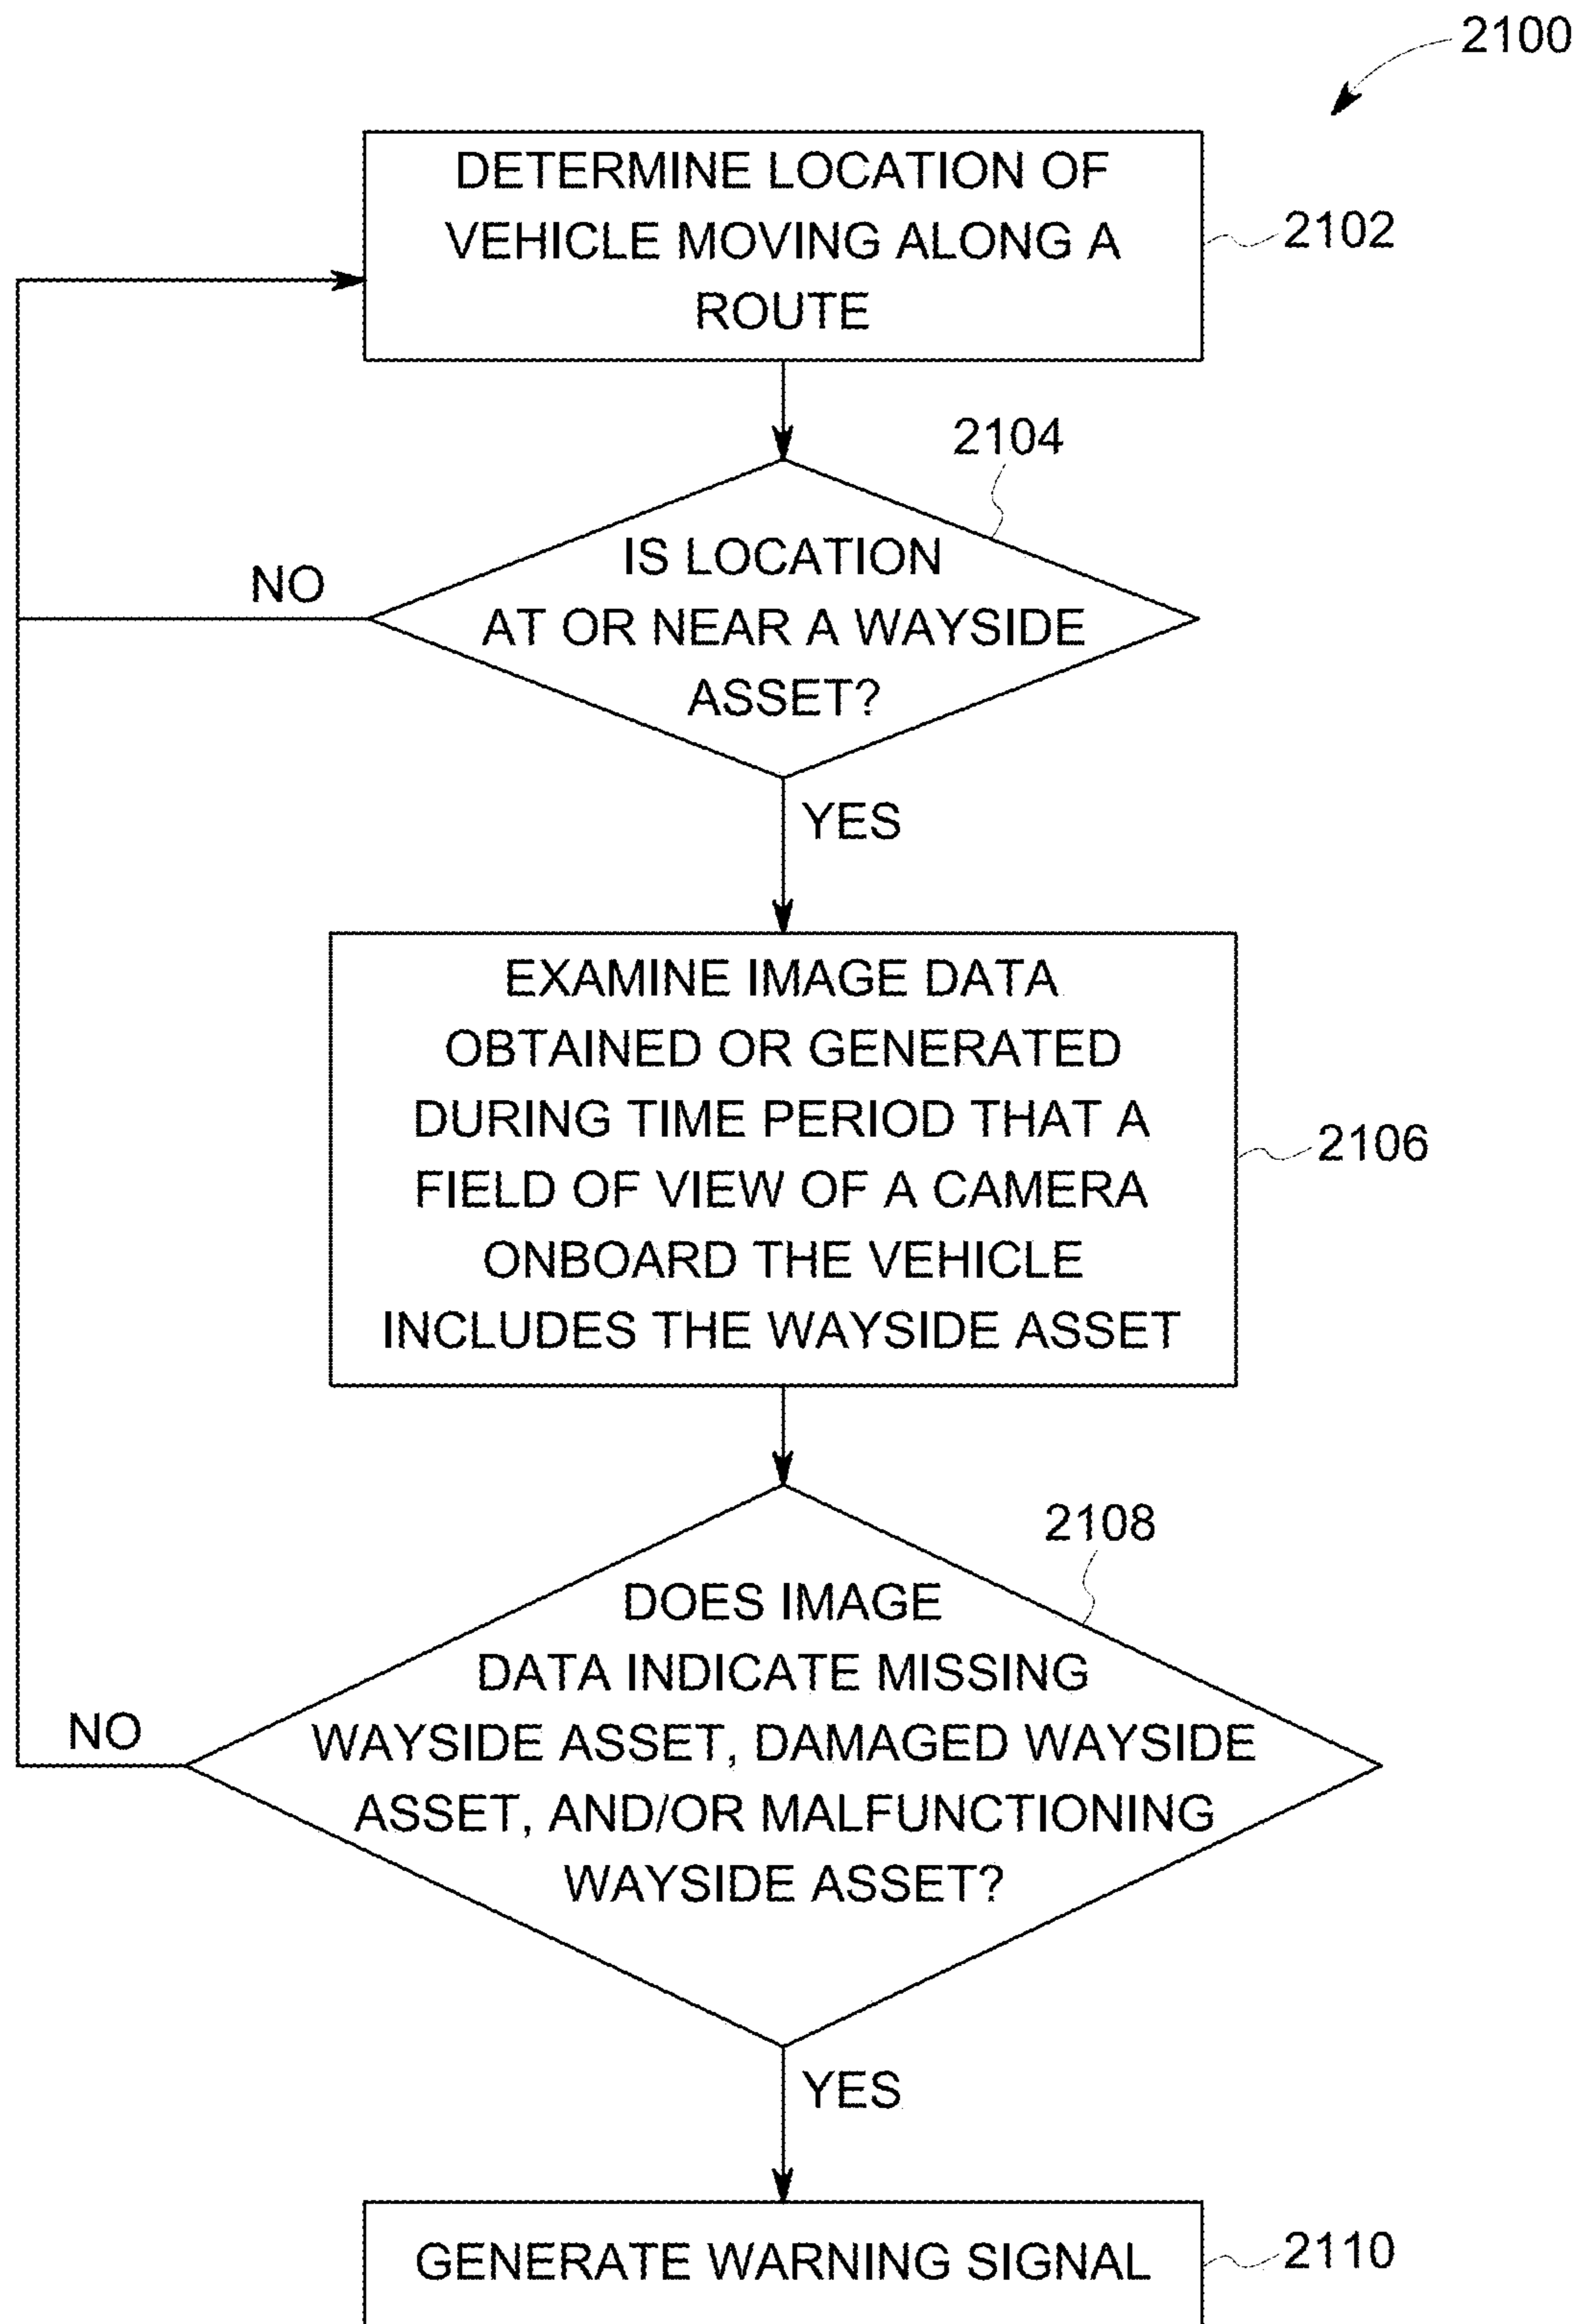 2100
DETERMINE LOCATION OF
VEHICLE MOVING ALONG A
ROUTE
2102
2104
IS LOCATION
AT OR NEAR A WAYSIDE
ASSET?
NO
YES
EXAMINE IMAGE DATA
OBTAINED OR GENERATED
DURING TIME PERIOD THAT A
FIELD OF VIEW OF A CAMERA
ONBOARD THE VEHICLE
INCLUDES THE WAYSIDE ASSET
2106
2108
DOES IMAGE
DATA INDICATE MISSING
WAYSIDE ASSET, DAMAGED WAYSIDE
ASSET, AND/OR MALFUNCTIONING
WAYSIDE ASSET?
NO
YES
GENERATE WARNING SIGNAL
2110